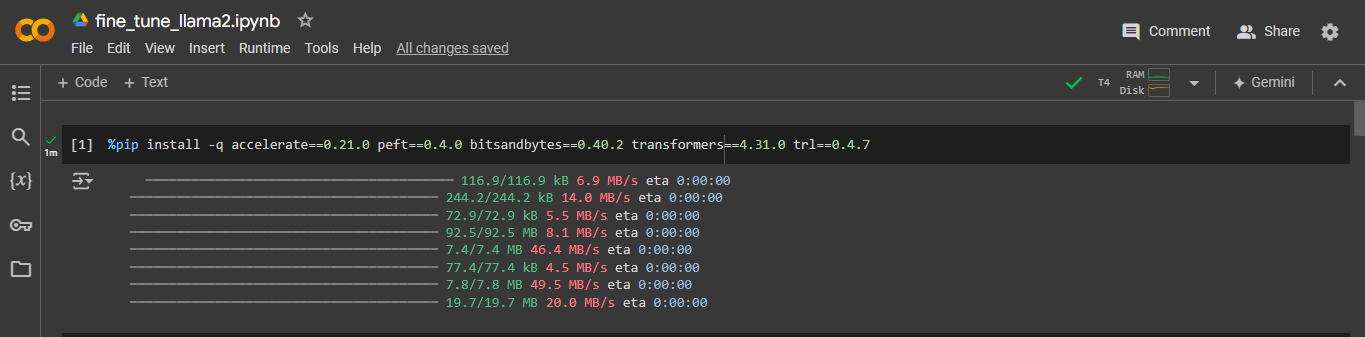 fine_tune_llama2.ipynb
File Edit View Insert Runtime Tools Help All changes saved
Comment Share
+ Code + Text
T4 RAM Disk
Gemini
1m
[1] %pip install -q accelerate==0.21.0 peft==0.4.0 bitsandbytes==0.40.2 transformers==4.31.0 trl==0.4.7
{x}
116.9/116.9 kB 6.9 MB/s eta 0:00:00
244.2/244.2 kB 14.0 MB/s eta 0:00:00
72.9/72.9 kB 5.5 MB/s eta 0:00:00
92.5/92.5 MB 8.1 MB/s eta 0:00:00
7.4/7.4 MB 46.4 MB/s eta 0:00:00
77.4/77.4 kB 4.5 MB/s eta 0:00:00
7.8/7.8 MB 49.5 MB/s eta 0:00:00
19.7/19.7 MB 20.0 MB/s eta 0:00:00